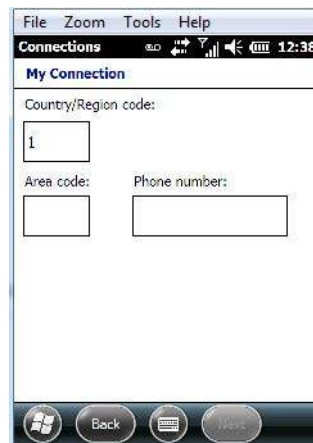 File Zoom Tools Help
Connections 12:38
My Connection
Country/Region code:
1
Area code: Phone number:
Back Next